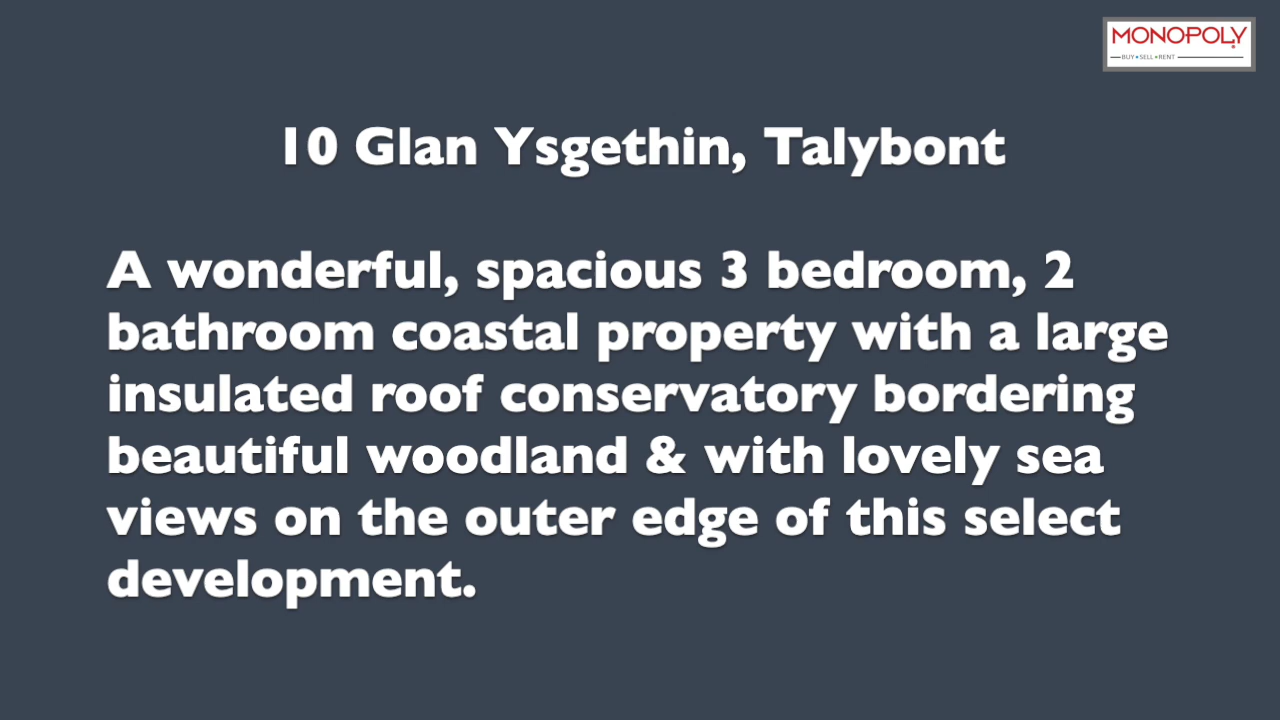 MONOPOLY
BUY • SELL • RENT
10 Glan Ysgethin, Talybont
A wonderful, spacious 3 bedroom, 2
bathroom coastal property with a large
insulated roof conservatory bordering
beautiful woodland & with lovely sea
views on the outer edge of this select
development.